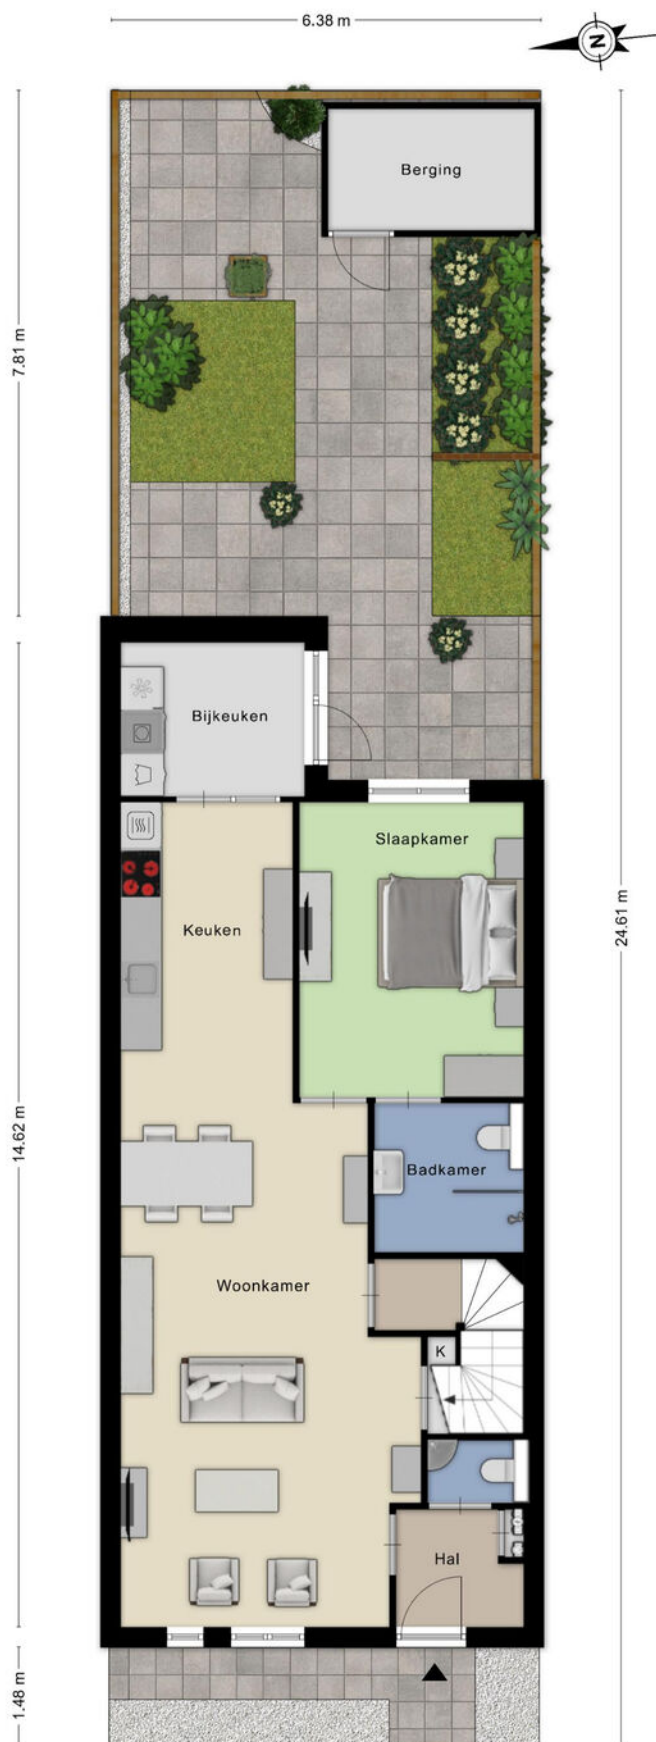 6.38 m
N
Berging
7.81 m
Bijkeuken
Slaapkamer
24.61 m
Keuken
14.62 m
Badkamer
Woonkamer
K
Hal
1.48 m